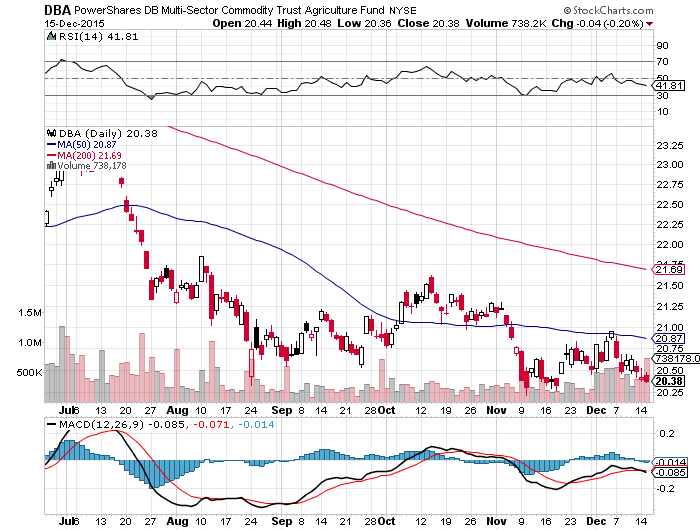 DBA PowerShares DB Multi-Sector Commodity Trust Agriculture Fund NYSE © StockCharts.com
15-Dec-2015 Open 20.44 High 20.48 Low 20.36 Close 20.38 Volume 738.2K Chg -0.04 (-0.20%)
RSI(14) 41.81
90
70
50
41.81
30
10
DBA (Daily) 20.38
MA(50) 20.87
MA(200) 21.69
Volume 738,178
23.25
23.00
22.75
22.50
22.25
22.00
21.75
21.69
21.50
21.25
1.5M
21.00
20.87
1.0M
20.75
738178.0
500K
20.50
20.38
20.25
Jul 6 13 20 27 Aug 10 17 24 Sep 8 14 21 28 Oct 12 19 26 Nov 9 16 23 Dec 7 14
MACD(12,26,9) -0.085, -0.071, -0.014
0.2
-0.014
-0.085
-0.2
Jul 6 13 20 27 Aug 10 17 24 Sep 8 14 21 28 Oct 12 19 26 Nov 9 16 23 Dec 7 14